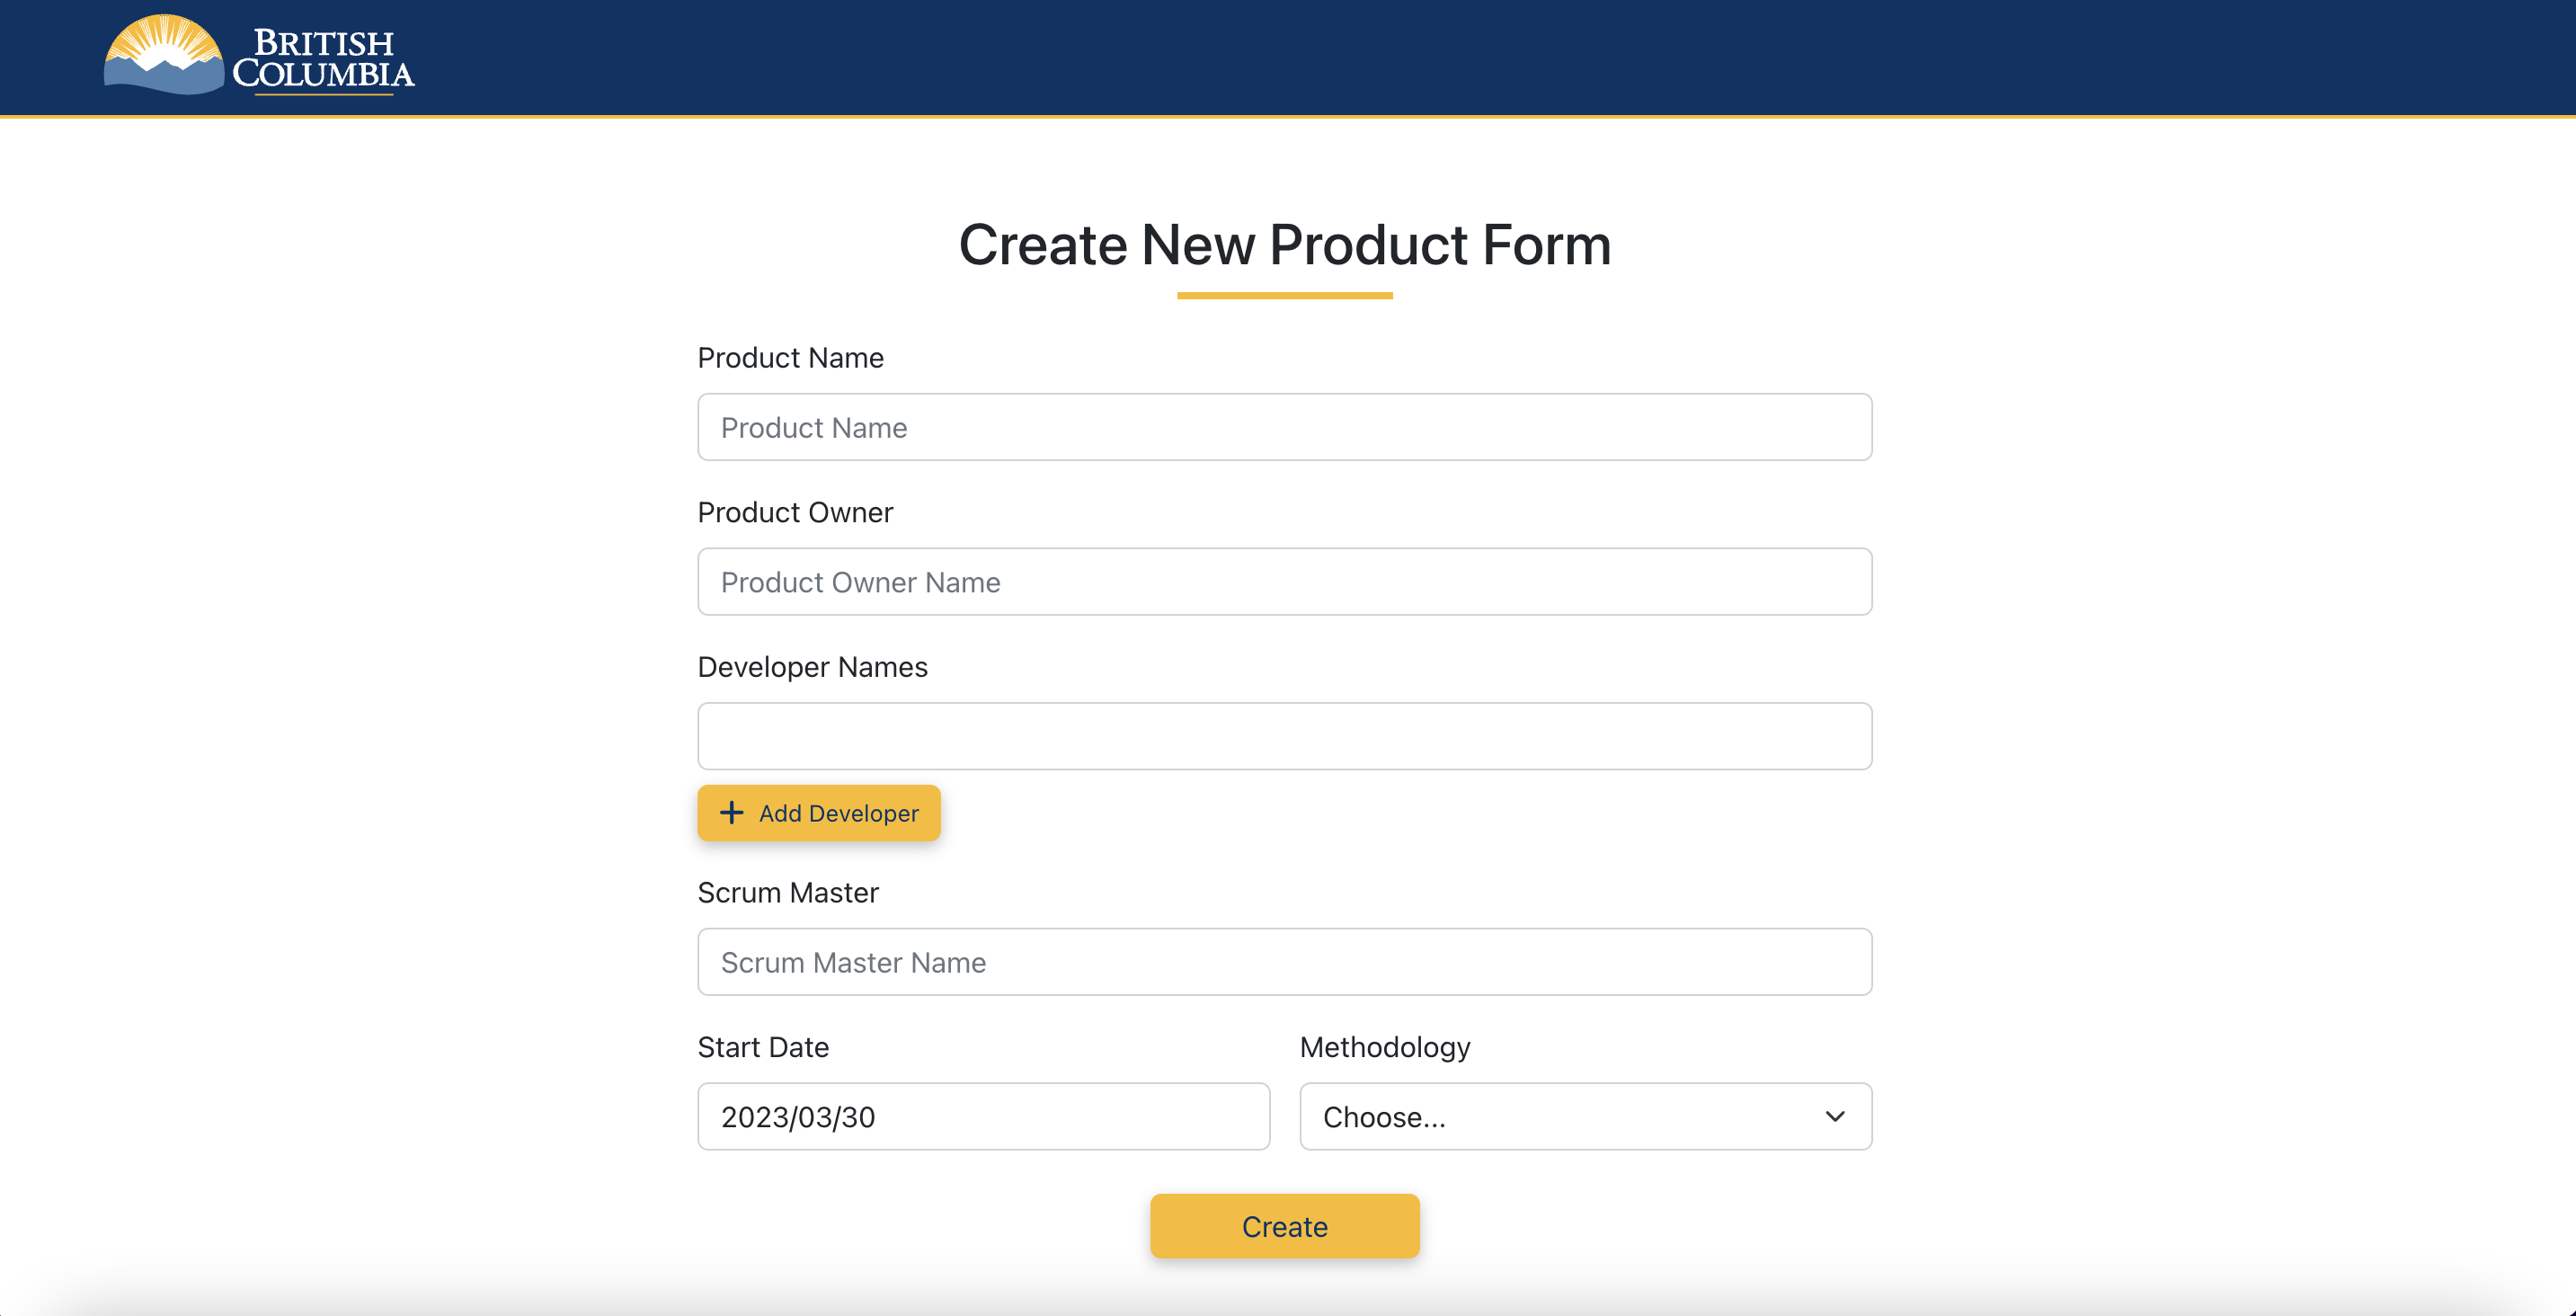 BRITISH
COLUMBIA
Create New Product Form
Product Name
Product Name
Product Owner
Product Owner Name
Developer Names
Add Developer
Scrum Master
Scrum Master Name
Start Date
Methodology
2023/03/30
Choose...
Create